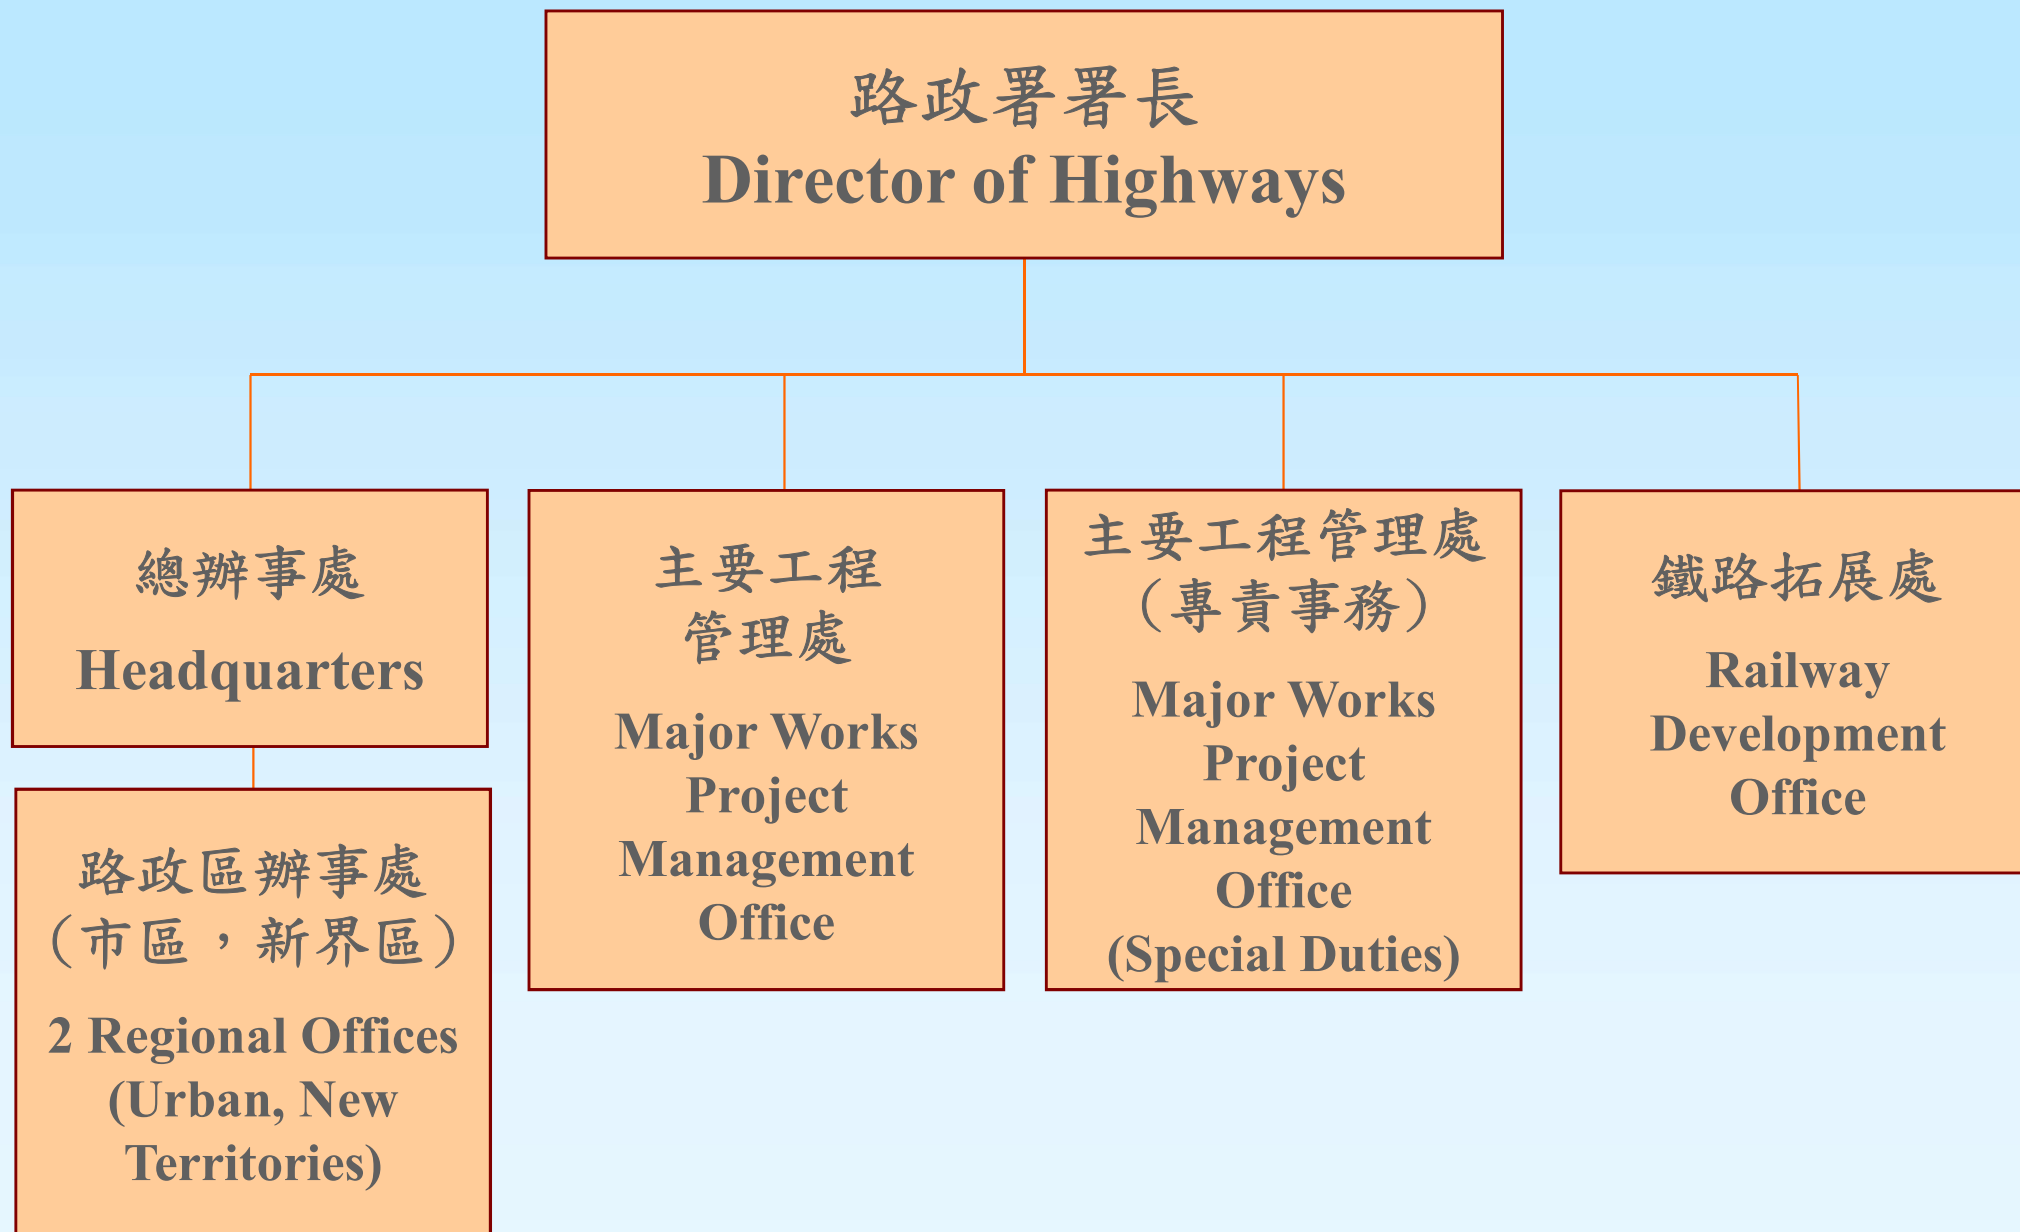 路政署署長
Director of Highways
總辦事處
Headquarters
主要工程
管理處
Major Works
Project
Management
Office
主要工程管理處
（專責事務）
Major Works
Project
Management
Office
(Special Duties)
鐵路拓展處
Railway
Development
Office
路政區辦事處
（市區，新界區）
2 Regional Offices
(Urban, New
Territories)